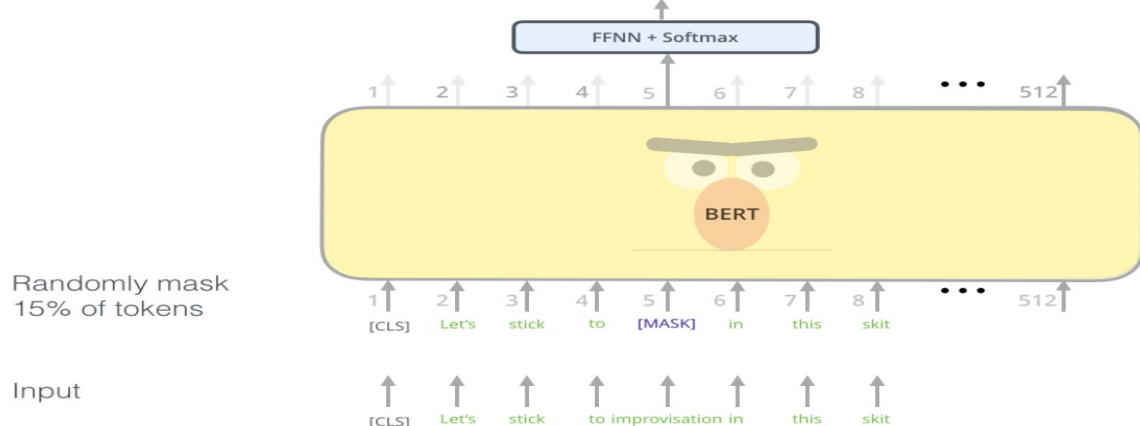 FFNN + Softmax
1 2 3 4 5 6 7 8 ••• 512
BERT
Randomly mask
15% of tokens
1 2 3 4 5 6 7 8 ••• 512
[CLS] Let's stick to [MASK] in this skit
Input
[CLS] Let's stick to improvisation in this skit